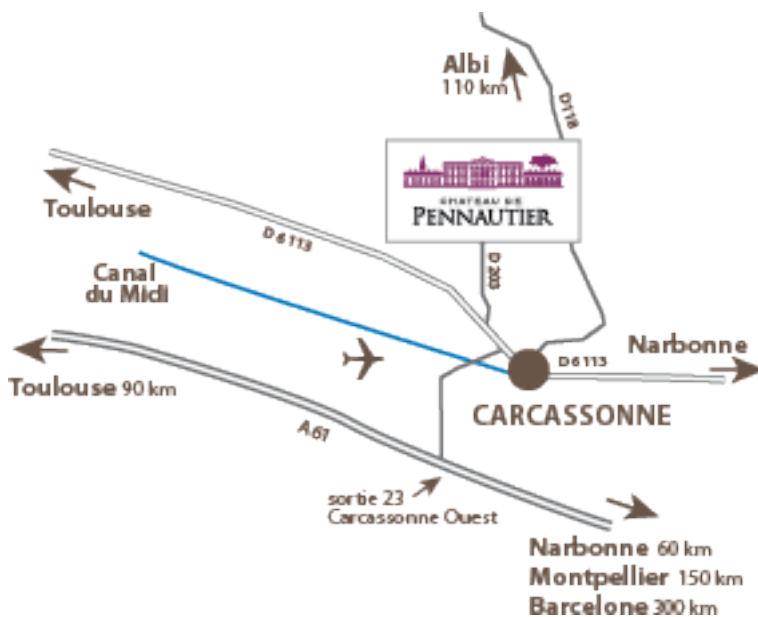 Albi
110 km
D118
CHATEAU DE
PENNAUTIER
Toulouse
D 6113
D 203
Canal
du Midi
D6113
Narbonne
Toulouse 90 km
CARCASSONNE
A61
sortie 23
Carcassonne Ouest
Narbonne 60 km
Montpellier 150 km
Barcelone 300 km